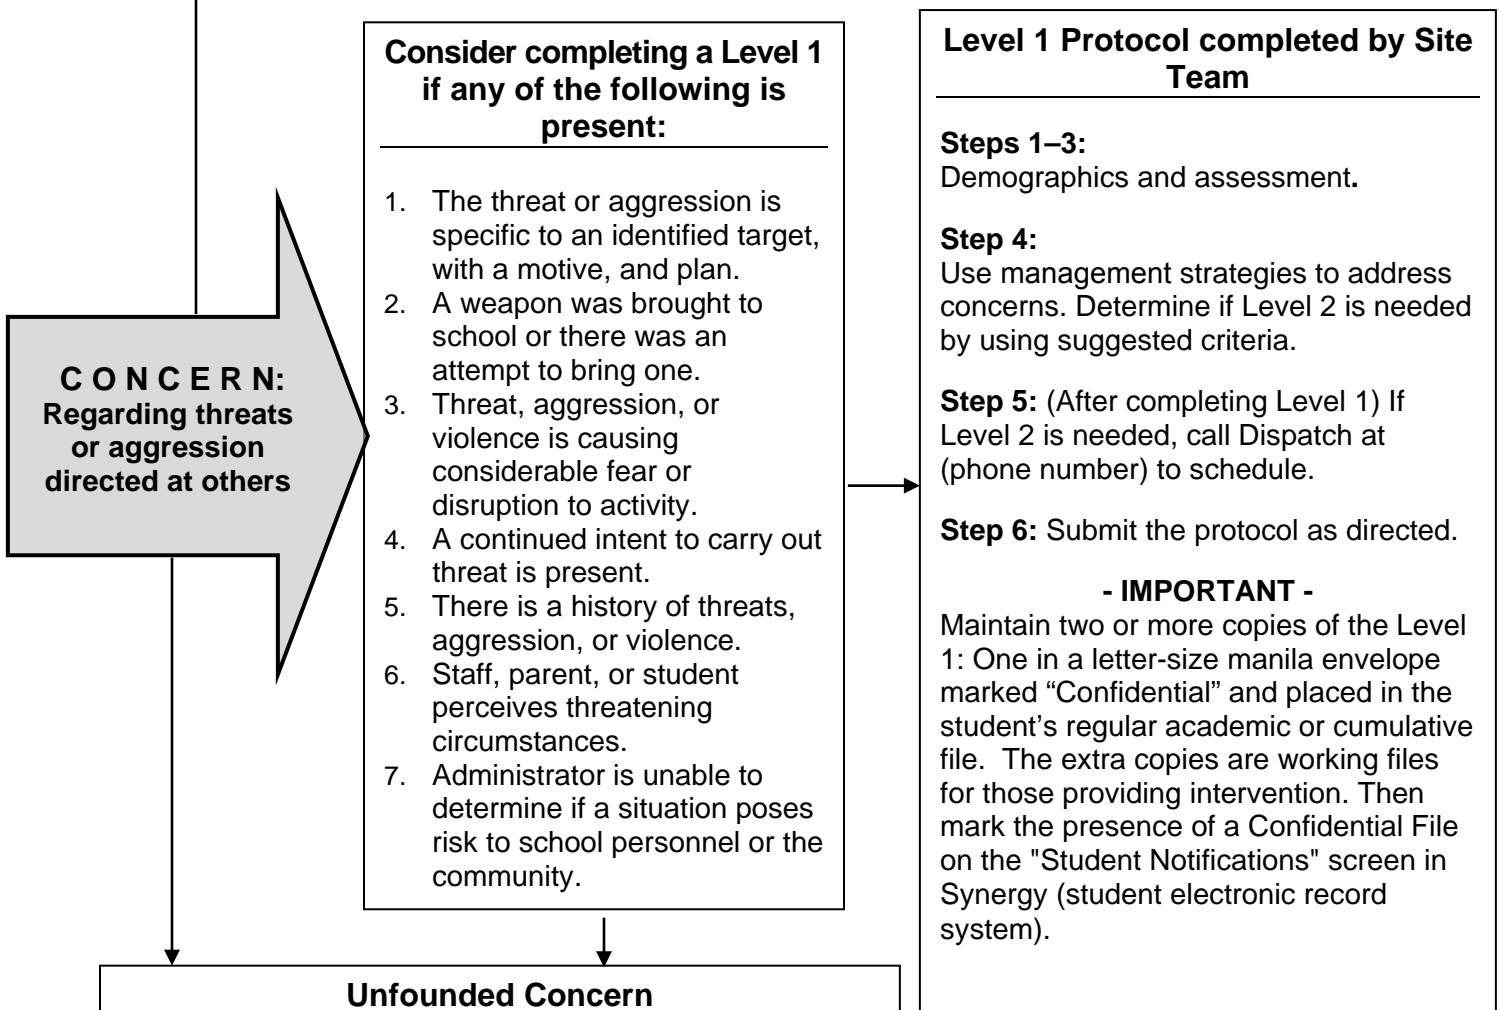 C O N C E R N:
Regarding threats
or aggression
directed at others
Consider completing a Level 1
if any of the following is
present:
1. The threat or aggression is
specific to an identified target,
with a motive, and plan.
2. A weapon was brought to
school or there was an
attempt to bring one.
3. Threat, aggression, or
violence is causing
considerable fear or
disruption to activity.
4. A continued intent to carry out
threat is present.
5. There is a history of threats,
aggression, or violence.
6. Staff, parent, or student
perceives threatening
circumstances.
7. Administrator is unable to
determine if a situation poses
risk to school personnel or the
community.
Level 1 Protocol completed by Site
Team
Steps 1–3:
Demographics and assessment.
Step 4:
Use management strategies to address
concerns. Determine if Level 2 is needed
by using suggested criteria.
Step 5: (After completing Level 1) If
Level 2 is needed, call Dispatch at
(phone number) to schedule.
Step 6: Submit the protocol as directed.
- IMPORTANT -
Maintain two or more copies of the Level
1: One in a letter-size manila envelope
marked “Confidential” and placed in the
student’s regular academic or cumulative
file.  The extra copies are working files
for those providing intervention. Then
mark the presence of a Confidential File
on the "Student Notifications" screen in
Synergy (student electronic record
system).
Unfounded Concern